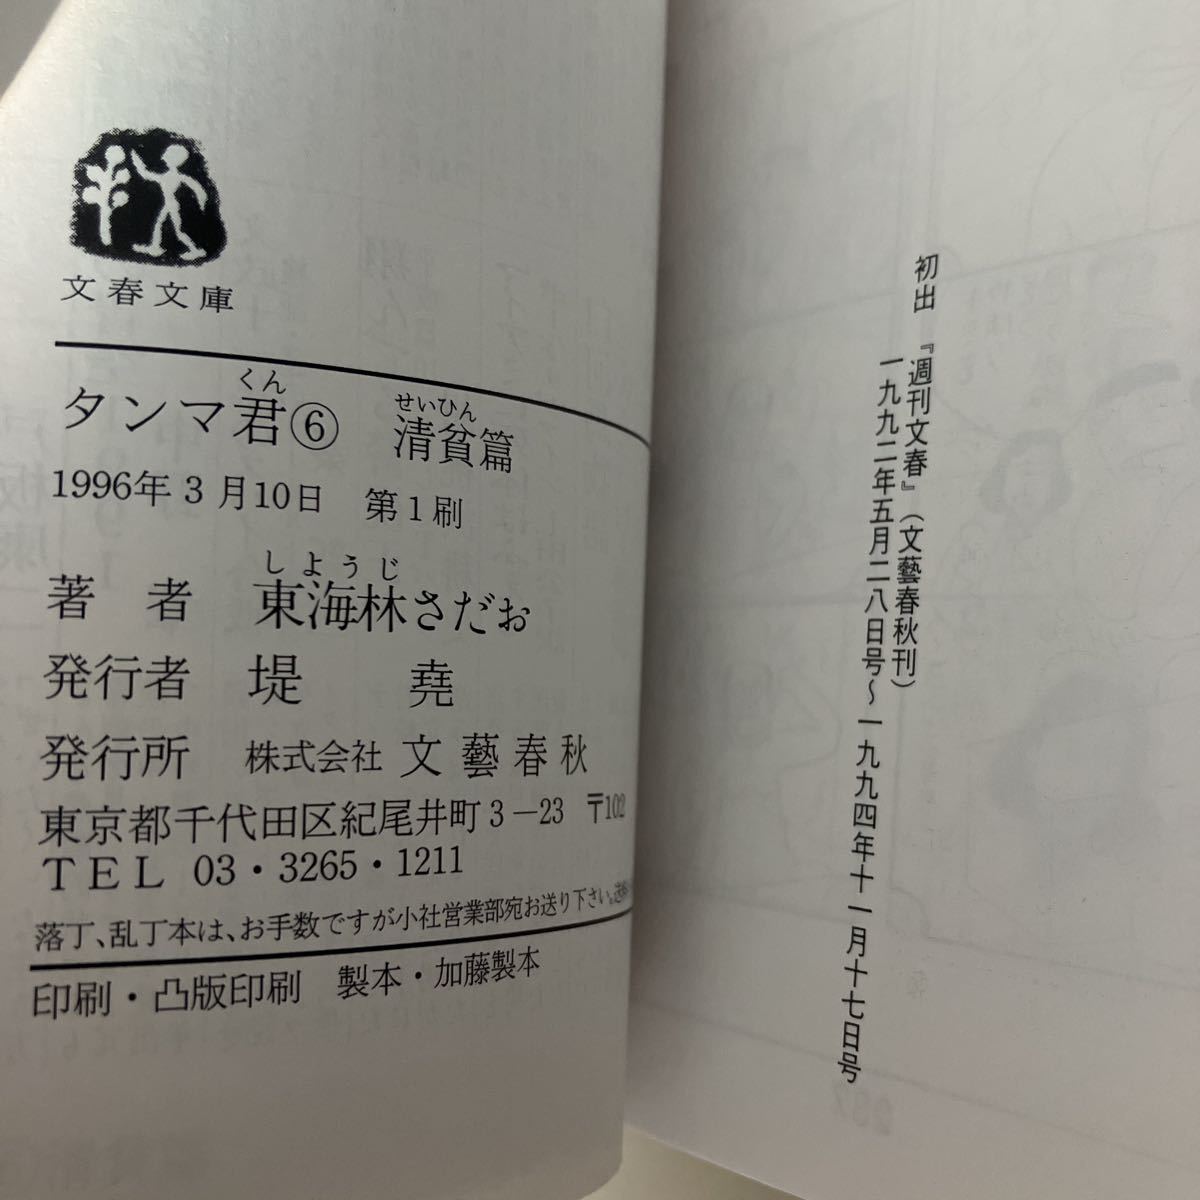 文春文庫
タンマ君⑥ 清貧篇
くん せいひん
1996年3月10日 第1刷
著者 東海林さだお
しようじ
発行者 堤 堯
発行所 株式会社 文藝春秋
東京都千代田区紀尾井町3-23 〒102
TEL 03・3265・1211
落丁、乱丁本は、お手数ですが小社営業部宛お送り下さい。送料
印刷・凸版印刷 製本・加藤製本
初出 『週刊文春』(文藝春秋刊)
一九九二年五月二八日号〜一九九四年十一月十七日号